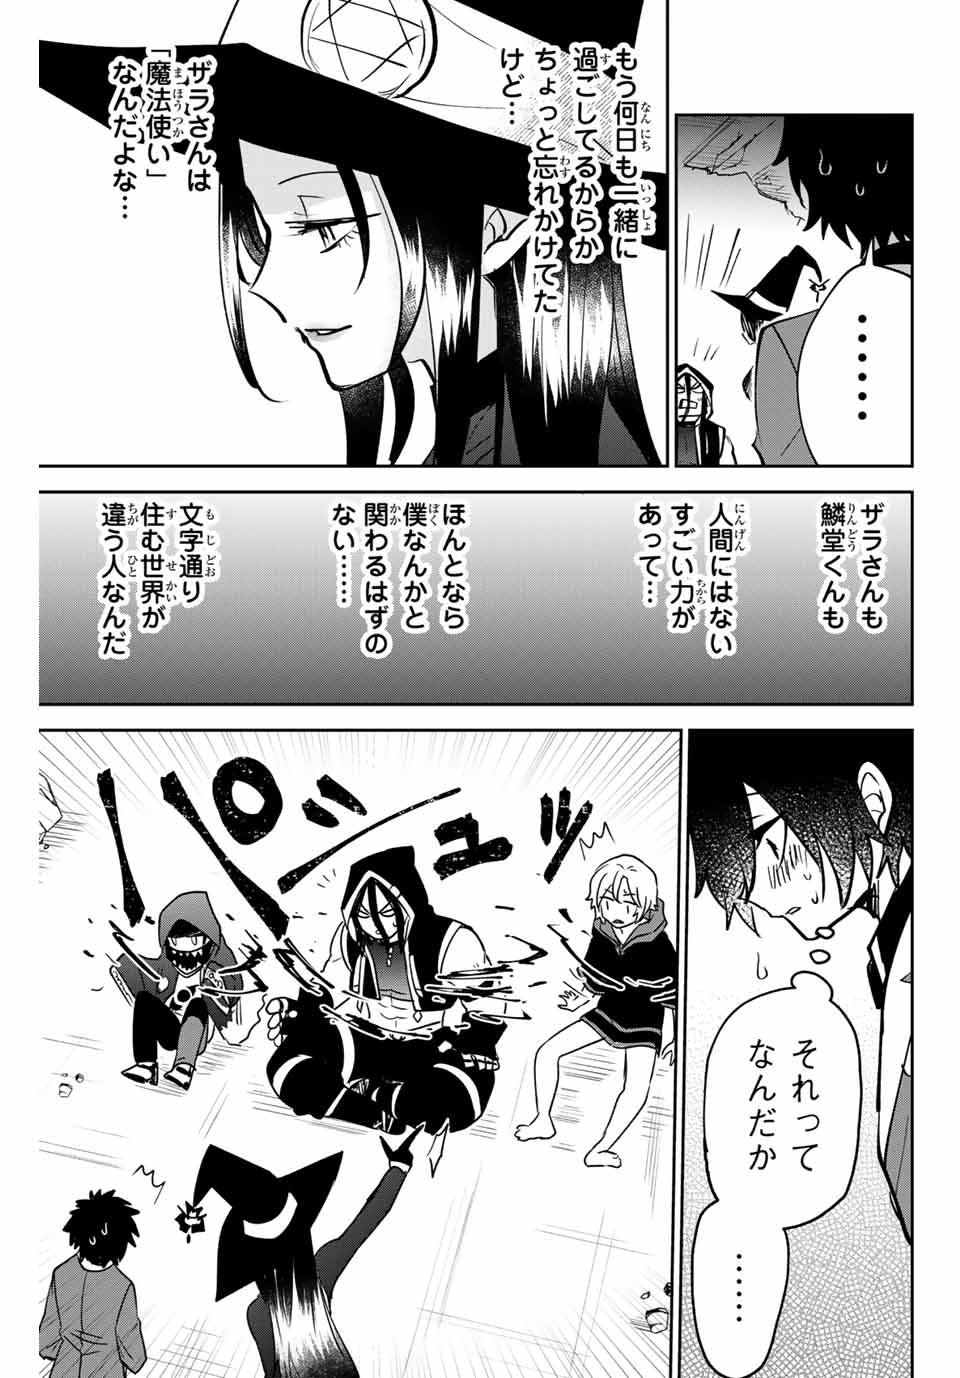 ・・・・・・
もう何日も一緒に
過ごしてるからか
ちょっと忘れかけてた
けど…
ザラさんは
「魔法使い」
なんだよな…
ザラさんも
鱗堂くんも
人間にはない
すごい力が
あって…
ほんとなら
僕なんかと
関わるはずの
ない………
文字通り
住む世界が
違う人なんだ
それって
なんだか
……
パシュッ